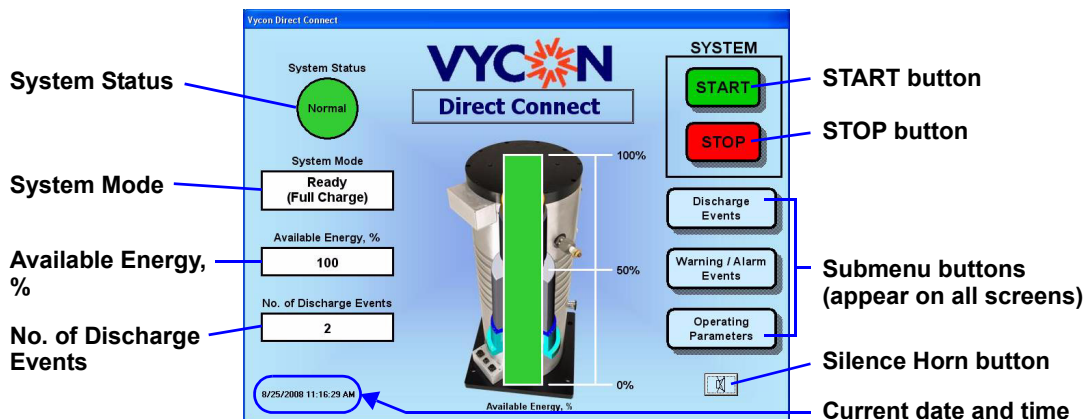 Vycon Direct Connect
System Status
System Mode
Available Energy,
%
No. of Discharge
Events
System Status
Normal
System Mode
Ready
(Full Charge)
Available Energy, %
100
No. of Discharge Events
2
8/25/2008 11:16:29 AM
VYCON
Direct Connect
100%
50%
0%
Available Energy, %
SYSTEM
START
STOP
Discharge
Events
Warning / Alarm
Events
Operating
Parameters
START button
STOP button
Submenu buttons
(appear on all screens)
Silence Horn button
Current date and time